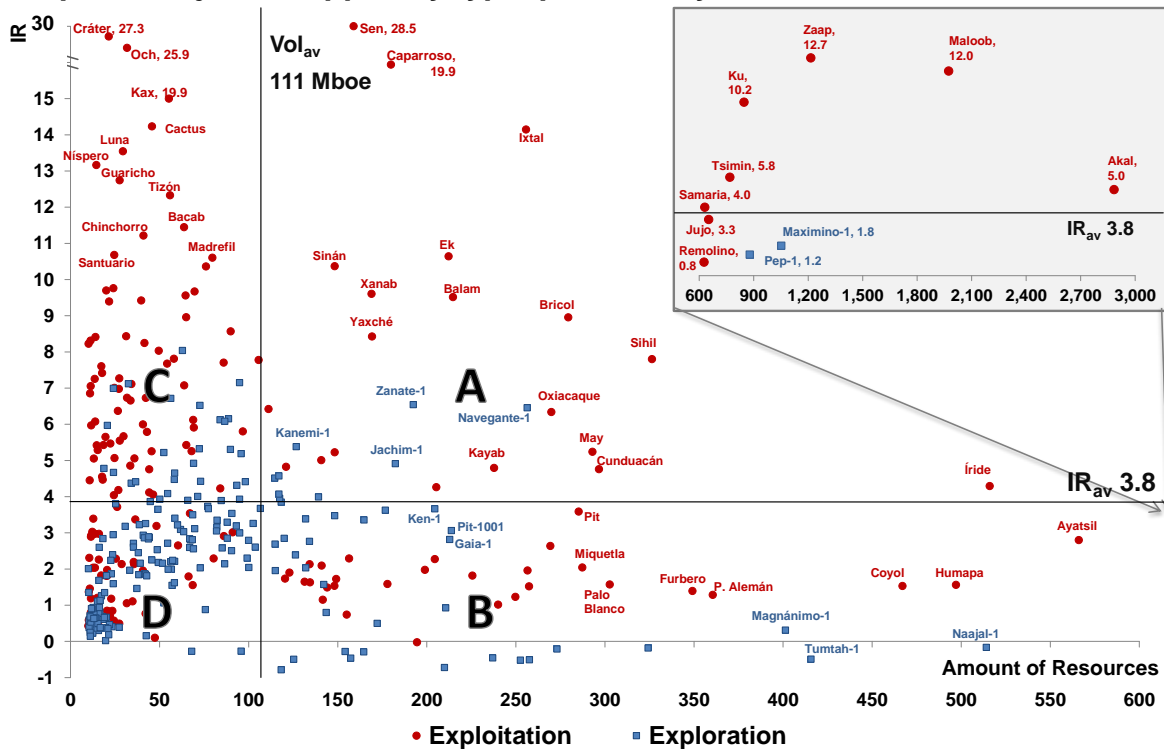 IR
30
15
14
13
12
11
10
9
8
7
6
5
4
3
2
1
0
-1
Cráter, 27.3
Och, 25.9
Kax, 19.9
Cactus
Luna
Níspero
Guaricho
Tizón
Bacab
Chinchorro
Madrefil
Santuario
C
D
Vol av
111 Mboe
Sen, 28.5
Caparroso,
19.9
Ixtal
Sinán
Ek
Xanab
Balam
Yaxché
Bricol
Sihil
A
Zanate-1
Navegante-1
Oxiacaque
Kanemi-1
Jachim-1
Kayab
May
Cunduacán
Íride
IR av 3.8
Ken-1
Pit-1001
Gaia-1
Pit
Ayatsil
Miquetla
Palo
Blanco
B
Furbero
P. Alemán
Coyol
Humapa
Magnánimo-1
Tumtah-1
Naajal-1
Amount of Resources
0
50
100
150
200
250
300
350
400
450
500
550
600
Zaap,
12.7
Maloob,
12.0
Ku,
10.2
Tsimin, 5.8
Akal,
5.0
Samaria, 4.0
Jujo, 3.3
IR av 3.8
Maximino-1, 1.8
Remolino,
0.8
Pep-1, 1.2
600
900
1,200
1,500
1,800
2,100
2,400
2,700
3,000
Exploitation
Exploration